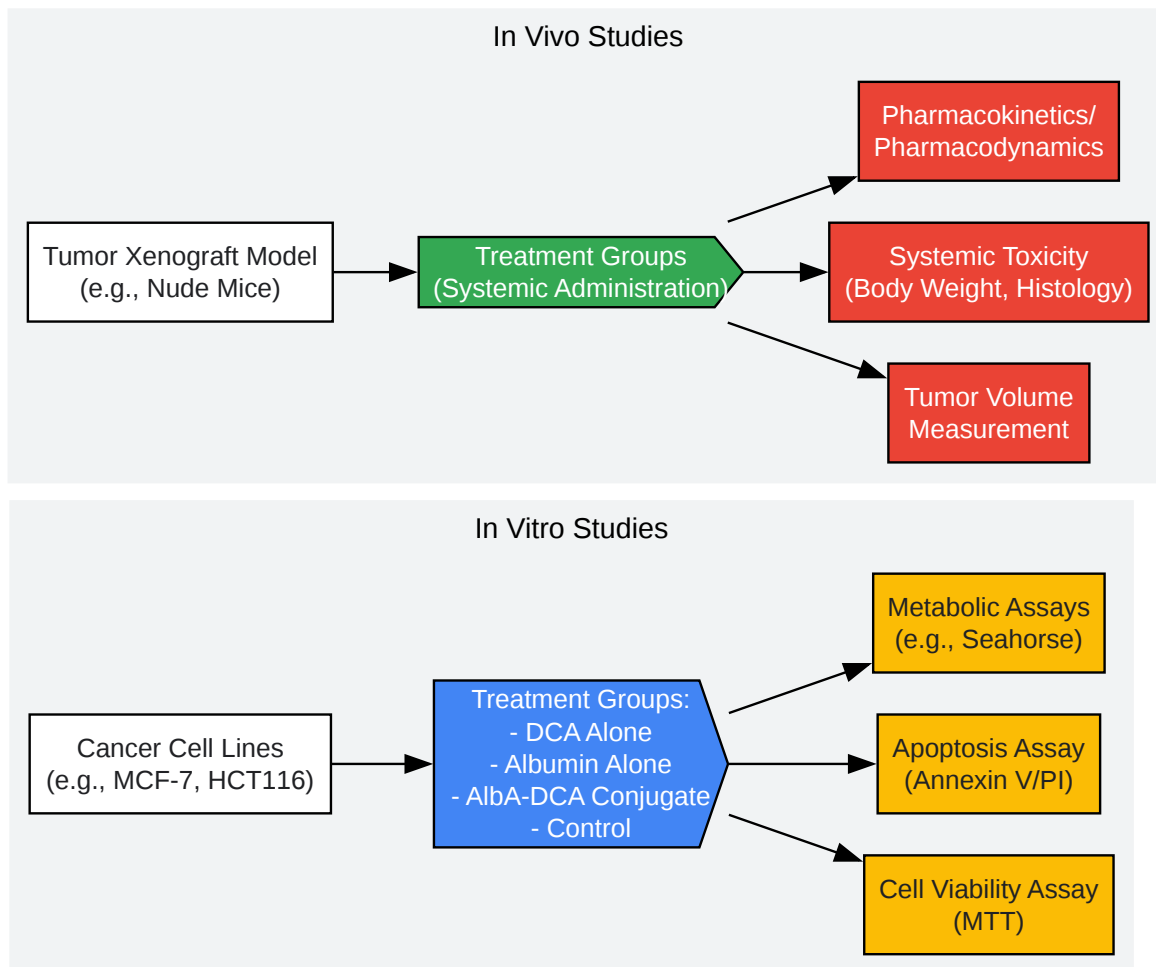 In Vivo Studies
Pharmacokinetics/
Pharmacodynamics
Tumor Xenograft Model
(e.g., Nude Mice)
Treatment Groups
(Systemic Administration)
Systemic Toxicity
(Body Weight, Histology)
Tumor Volume
Measurement
In Vitro Studies
Metabolic Assays
(e.g., Seahorse)
Cancer Cell Lines
(e.g., MCF-7, HCT116)
Treatment Groups:
- DCA Alone
- Albumin Alone
- AlbA-DCA Conjugate
- Control
Apoptosis Assay
(Annexin V/PI)
Cell Viability Assay
(MTT)